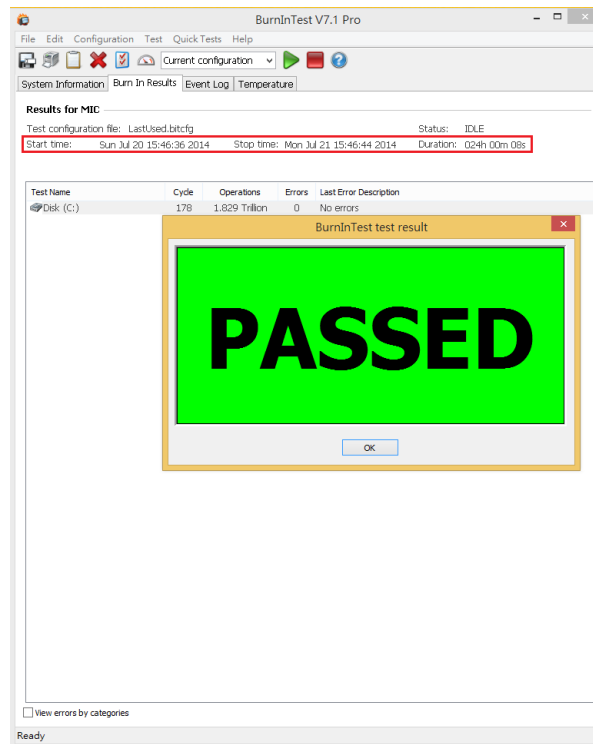 BurnInTest V7.1 Pro
File Edit Configuration Test Quick Tests Help
Current configuration
System Information Burn In Results Event Log Temperature
Results for MIC
Test configuration file: LastUsed.bitcfg Status: IDLE
Start time: Sun Jul 20 15:46:36 2014 Stop time: Mon Jul 21 15:46:44 2014 Duration: 024h 00m 08s
Test Name Cycle Operations Errors Last Error Description
Disk (C:) 178 1.829 Trillion 0 No errors
BurnInTest test result
PASSED
OK
View errors by categories
Ready